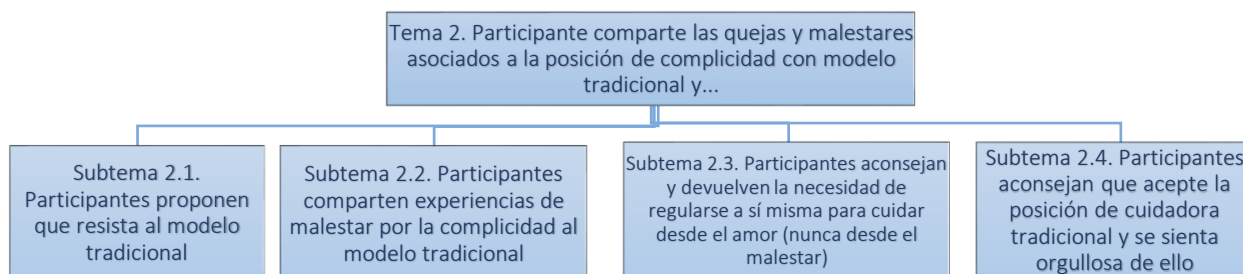 Tema 2. Participante comparte las quejas y malestares
asociados a la posición de complicidad con modelo
tradicional y...
Subtema 2.1.
Participantes proponen
que resista al modelo
tradicional
Subtema 2.2. Participantes
comparten experiencias de
malestar por la complicidad al
modelo tradicional
Subtema 2.3. Participantes aconsejan
y devuelven la necesidad de
regularse a sí misma para cuidar
desde el amor (nunca desde el
malestar)
Subtema 2.4. Participantes
aconsejan que acepte la
posición de cuidadora
tradicional y se sienta
orgullosa de ello